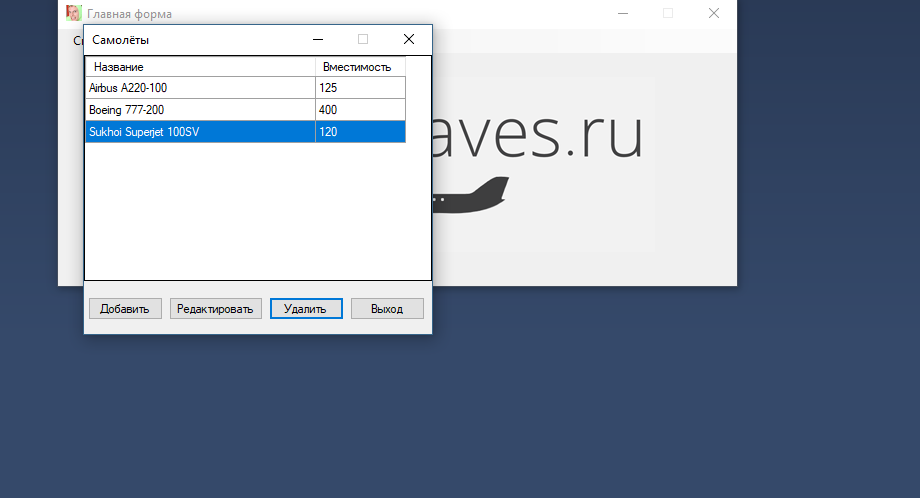 Главная форма
Самолёты
Название Вместимость
Airbus A220-100 125
Boeing 777-200 400
Sukhoi Superjet 100SV 120
aves.ru
Добавить Редактировать Удалить Выход